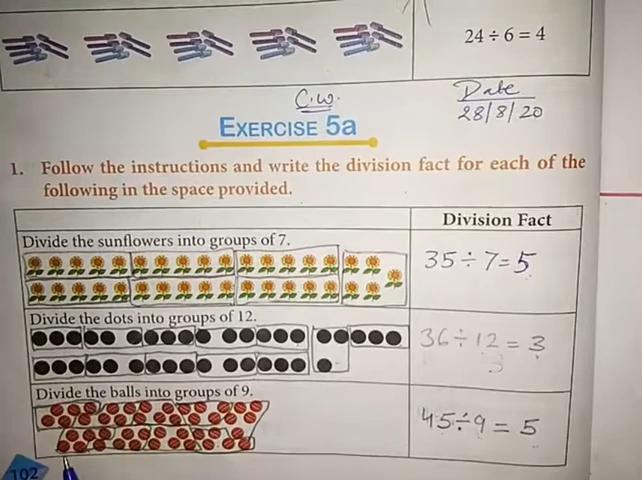 24 ÷ 6 = 4
C.W.
Date
28/8/20
EXERCISE 5a
1. Follow the instructions and write the division fact for each of the
following in the space provided.
Division Fact
Divide the sunflowers into groups of 7.
35 ÷ 7 = 5
Divide the dots into groups of 12.
36 ÷ 12 = 3
Divide the balls into groups of 9.
45 ÷ 9 = 5
102